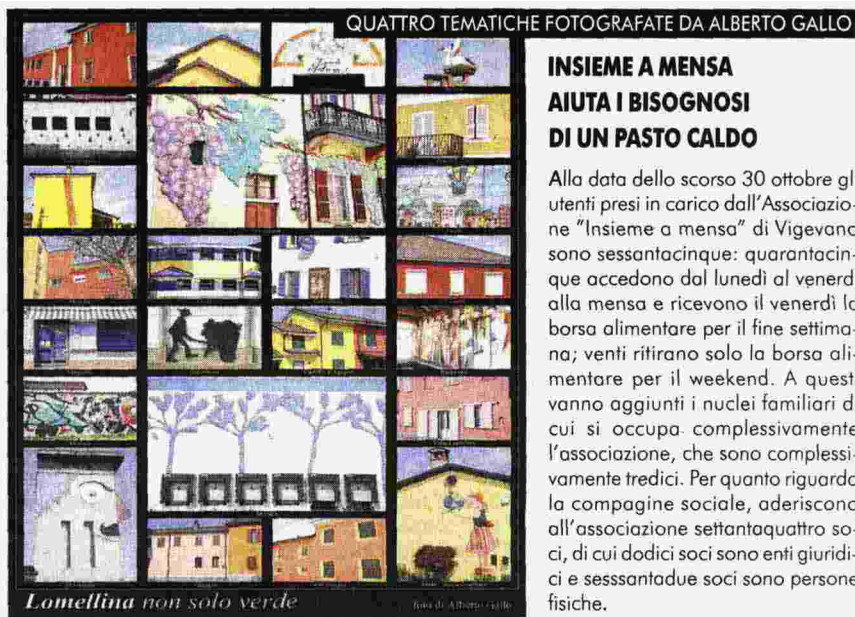 QUATTRO TEMATICHE FOTOGRAFATE DA ALBERTO GALLO
Lomellina non solo verde
foto di Alberto Gallo
INSIEME A MENSA
AIUTA I BISOGNOSI
DI UN PASTO CALDO
Alla data dello scorso 30 ottobre gl
utenti presi in carico dall'Associazio-
ne "Insieme a mensa" di Vigevano
sono sessantacinque: quarantacin-
que accedono dal lunedì al venerd
alla mensa e ricevono il venerdì la
borsa alimentare per il fine settima-
na; venti ritirano solo la borsa ali-
mentare per il weekend. A quest
vanno aggiunti i nuclei familiari d
cui si occupa complessivamente
l'associazione, che sono complessi-
vamente tredici. Per quanto riguarda
la compagine sociale, aderiscono
all'associazione settantaquattro so-
ci, di cui dodici soci sono enti giuridi-
ci e sesssantadue soci sono persone
fisiche.